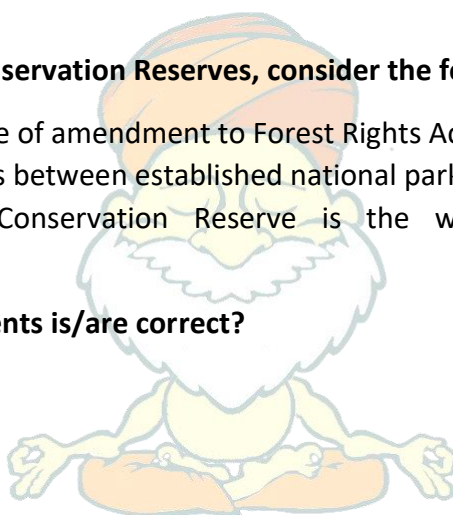 servation Reserves, consider the fo
e of amendment to Forest Rights Ac
s between established national park
Conservation Reserve is the w
ents is/are correct?